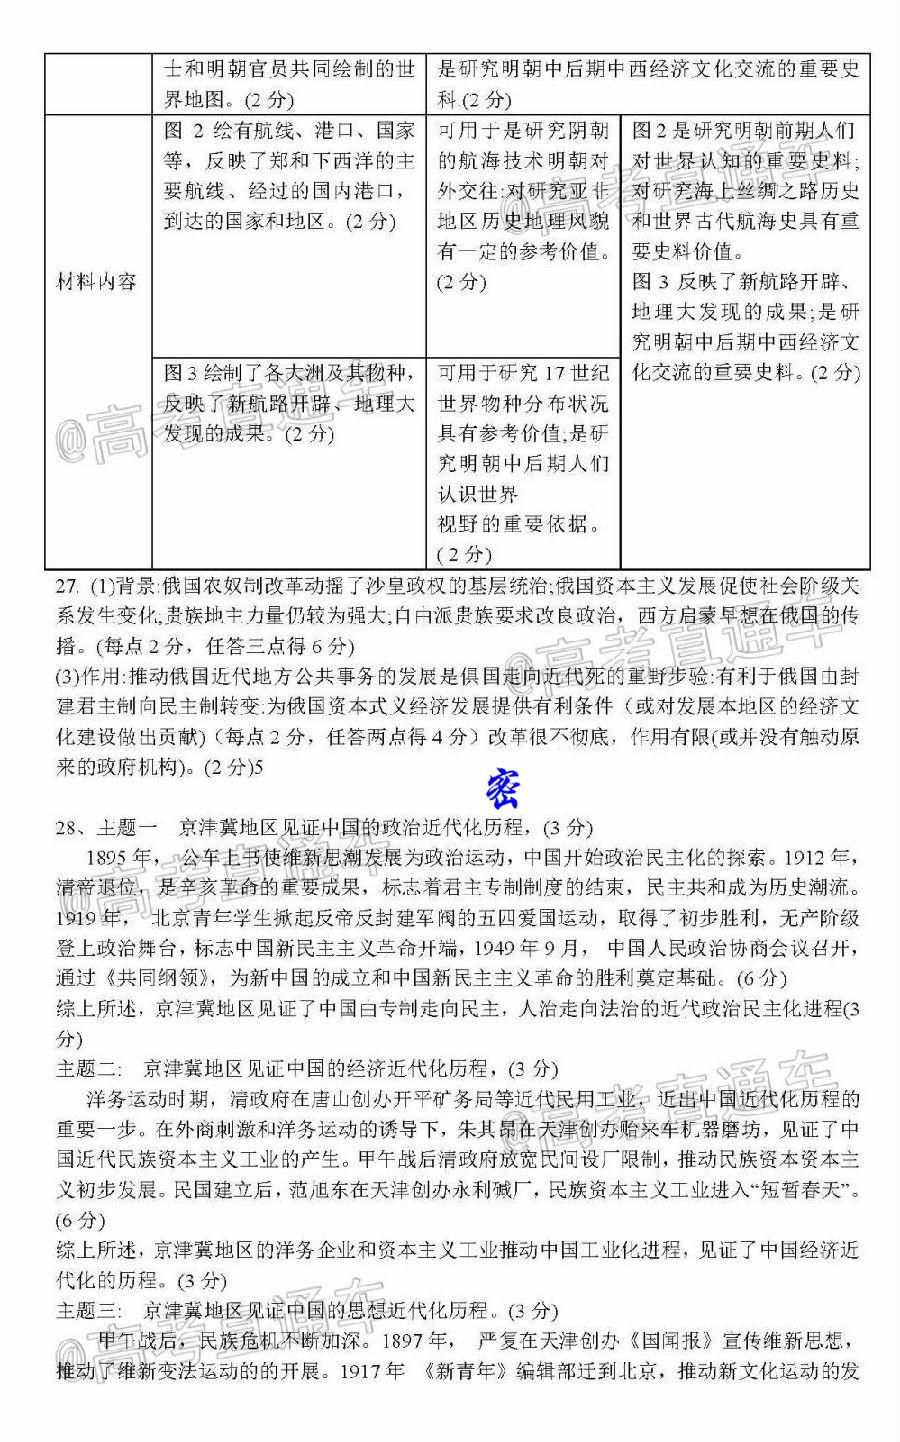 士和明朝官员共同绘制的世
界地图。(2 分)
是研究明朝中后期中西经济文化交流的重要史
料.(2 分)
材料内容
图 2 绘有航线、港口、国家
等，反映了郑和下西洋的主
要航线、经过的国内港口，
到达的国家和地区。(2 分)
可用于是研究阴朝
的航海技术明朝对
外交往:对研究亚非
地区历史地理风貌
有一定的参考价值。
(2 分)
图 2 是研究明朝前期人们
对世界认知的重要史料;
对研究海上丝绸之路历史
和世界古代航海史具有重
要史料价值。
图 3 反映了新航路开辟、
地理大发现的成果;是研
究明朝中后期中西经济文
化交流的重要史料。(2 分)
图 3 绘制了各大洲及其物种，
反映了新航路开辟、地理大
发现的成果。(2 分)
可用于研究 17 世纪
世界物种分布状况
具有参考价值;是研
究明朝中后期人们
认识世界
视野的重要依据。
( 2 分)
27. (1)背景:俄国农奴制改革动摇了沙皇政权的基层统治;俄国资本主义发展促使社会阶级关
系发生变化;贵族地主力量仍较为强大;自由派贵族要求改良政治，西方启蒙早想在俄国的传
播。(每点 2 分，任答三点得 6 分)
(3)作用:推动俄国近代地方公共事务的发展是俱国走向近代死的重野步验:有利于俄国由封
建君主制向民主制转变:为俄国资本式义经济发展提供有利条件（或对发展本地区的经济文
化建设做出贡献)（每点 2 分，任答两点得 4 分）改革很不彻底，作用有限(或并没有触动原
来的政府机构)。(2 分)5
密
28、主题一 京津冀地区见证中国的政治近代化历程，(3 分)
1895 年， 公车上书使维新思潮发展为政治运动，中国开始政治民主化的探索。1912 年，
清帝退位，是辛亥革命的重要成果，标志着君主专制制度的结束，民主共和成为历史潮流。
1919 年， 北京青年学生掀起反帝反封建军阀的五四爱国运动，取得了初步胜利，无产阶级
登上政治舞台，标志中国新民主主义革命开端，1949 年 9 月， 中国人民政治协商会议召开，
通过《共同纲领》，为新中国的成立和中国新民主主义革命的胜利奠定基础。(6 分)
综上所述，京津冀地区见证了中国由专制走向民主，人治走向法治的近代政治民主化进程(3
分)
主题二: 京津冀地区见证中国的经济近代化历程，(3 分)
洋务运动时期，清政府在唐山创办开平矿务局等近代民用工业，近出中国近代化历程的
重要一步。在外商刺激和洋务运动的诱导下，朱其昂在天津创办贻来牟机器磨坊，见证了中
国近代民族资本主义工业的产生。甲午战后清政府放宽民间设厂限制，推动民族资本资本主
义初步发展。民国建立后，范旭东在天津创办永利碱厂，民族资本主义工业进入“短暂春天”。
(6 分)
综上所述，京津冀地区的洋务企业和资本主义工业推动中国工业化进程，见证了中国经济近
代化的历程。(3 分)
主题三: 京津冀地区见证中国的思想近代化历程。(3 分)
甲午战后，民族危机不断加深。1897 年， 严复在天津创办《国闻报》宣传维新思想，
推动了维新变法运动的的开展。1917 年 《新青年》编辑部迁到北京，推动新文化运动的发
@高考直通车
@高考直通车
@高考直通车
@高考直通车
@高考直通车
@高考直通车